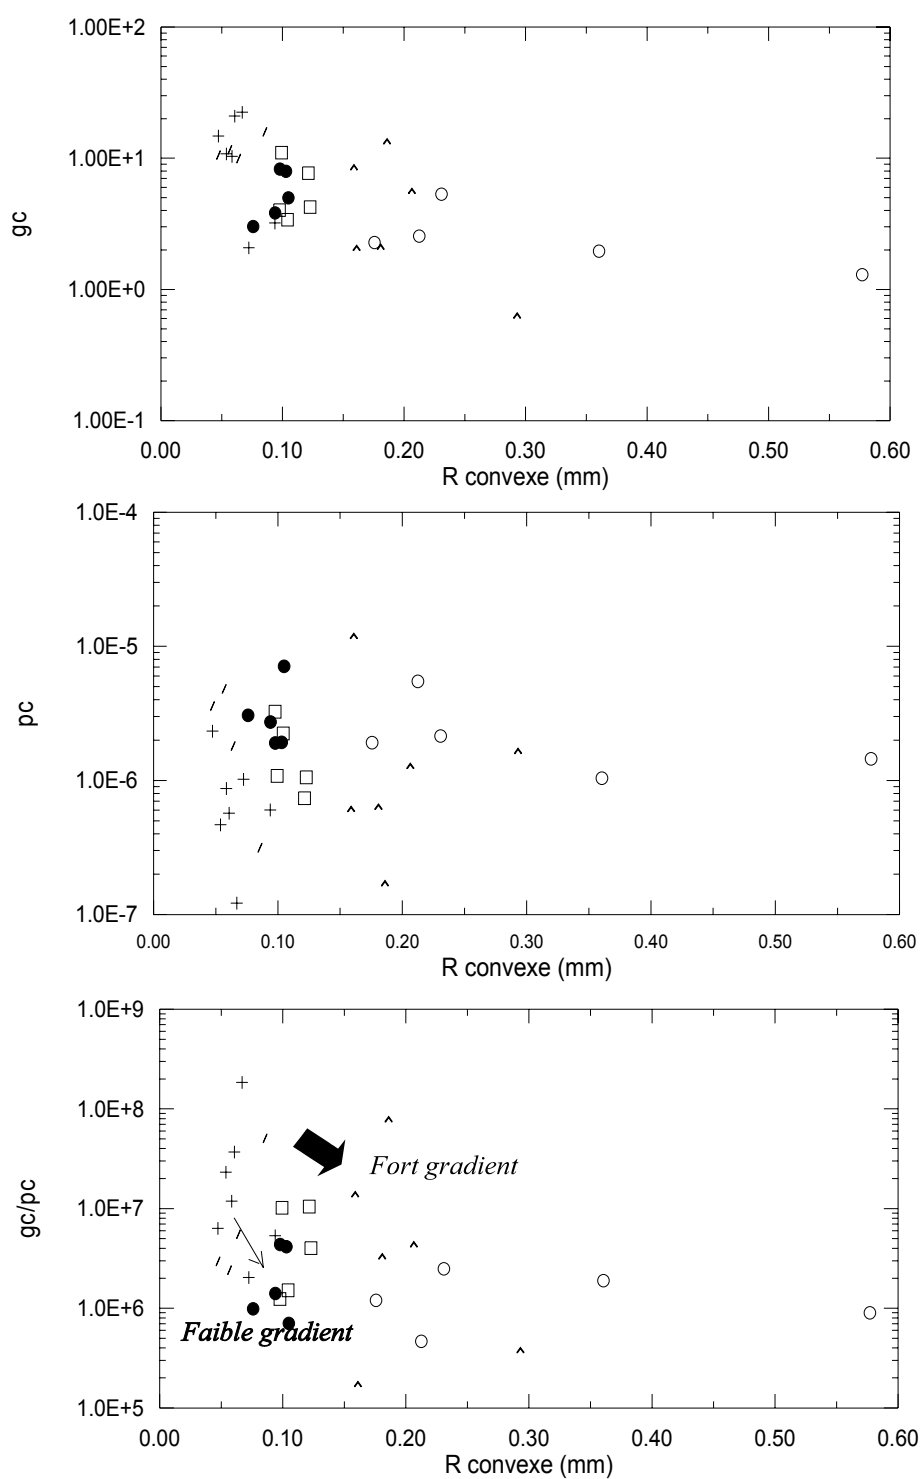 1.00E+2
1.00E+1
1.00E+0
1.00E-1
gc
0.00 0.10 0.20 0.30 0.40 0.50 0.60
R convexe (mm)
1.0E-4
1.0E-5
1.0E-6
1.0E-7
pc
0.00 0.10 0.20 0.30 0.40 0.50 0.60
R convexe (mm)
1.0E+9
1.0E+8
1.0E+7
1.0E+6
1.0E+5
gc/pc
Fort gradient
Faible gradient
0.00 0.10 0.20 0.30 0.40 0.50 0.60
R convexe (mm)